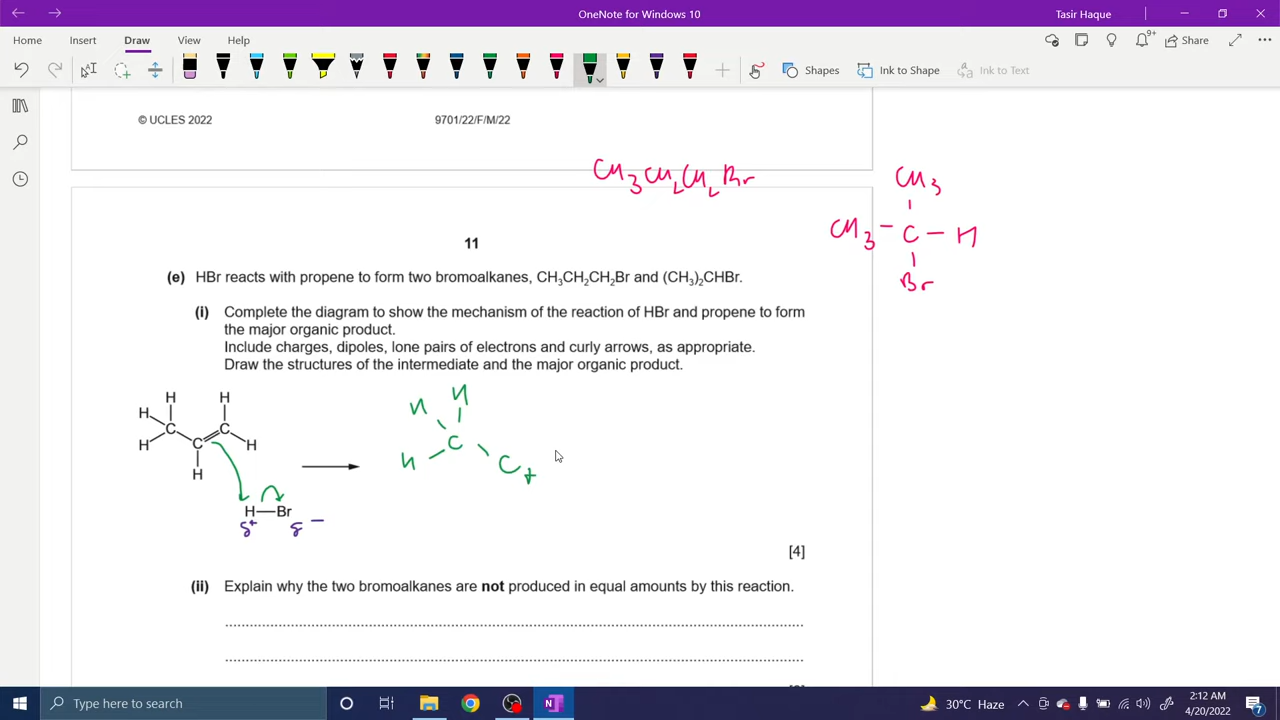 OneNote for Windows 10
Tasir Haque
Home Insert Draw View Help
9+
Share
Shapes
Ink to Shape
Ink to Text
© UCLES 2022
9701/22/F/M/22
CH3CH2CH2Br
CH3
CH3 – C – H
Br
11
(e) HBr reacts with propene to form two bromoalkanes, CH3CH2CH2Br and (CH3)2CHBr.
(i) Complete the diagram to show the mechanism of the reaction of HBr and propene to form
the major organic product.
Include charges, dipoles, lone pairs of electrons and curly arrows, as appropriate.
Draw the structures of the intermediate and the major organic product.
H H
H C C
H C H
H
H—Br
δ+ δ–
H H
C
H C+
[4]
(ii) Explain why the two bromoalkanes are not produced in equal amounts by this reaction.
Type here to search
30°C Haze
2:12 AM
4/20/2022
7